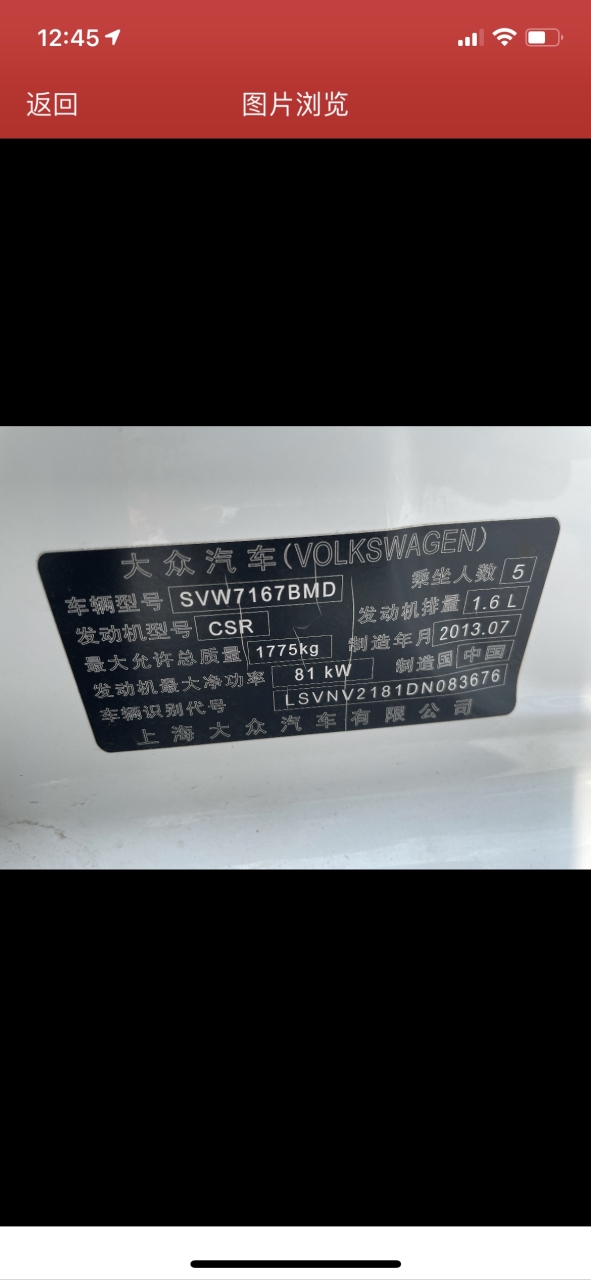 12:45
返回 图片浏览
大众汽车(VOLKSWAGEN)
车辆型号 SVW7167BMD 乘坐人数 5
发动机型号 CSR 发动机排量 1.6 L
最大允许总质量 1775kg 制造年月 2013.07
发动机最大净功率 81 kW 制造国 中国
车辆识别代号 LSVNV2181DN083676
上海大众汽车有限公司